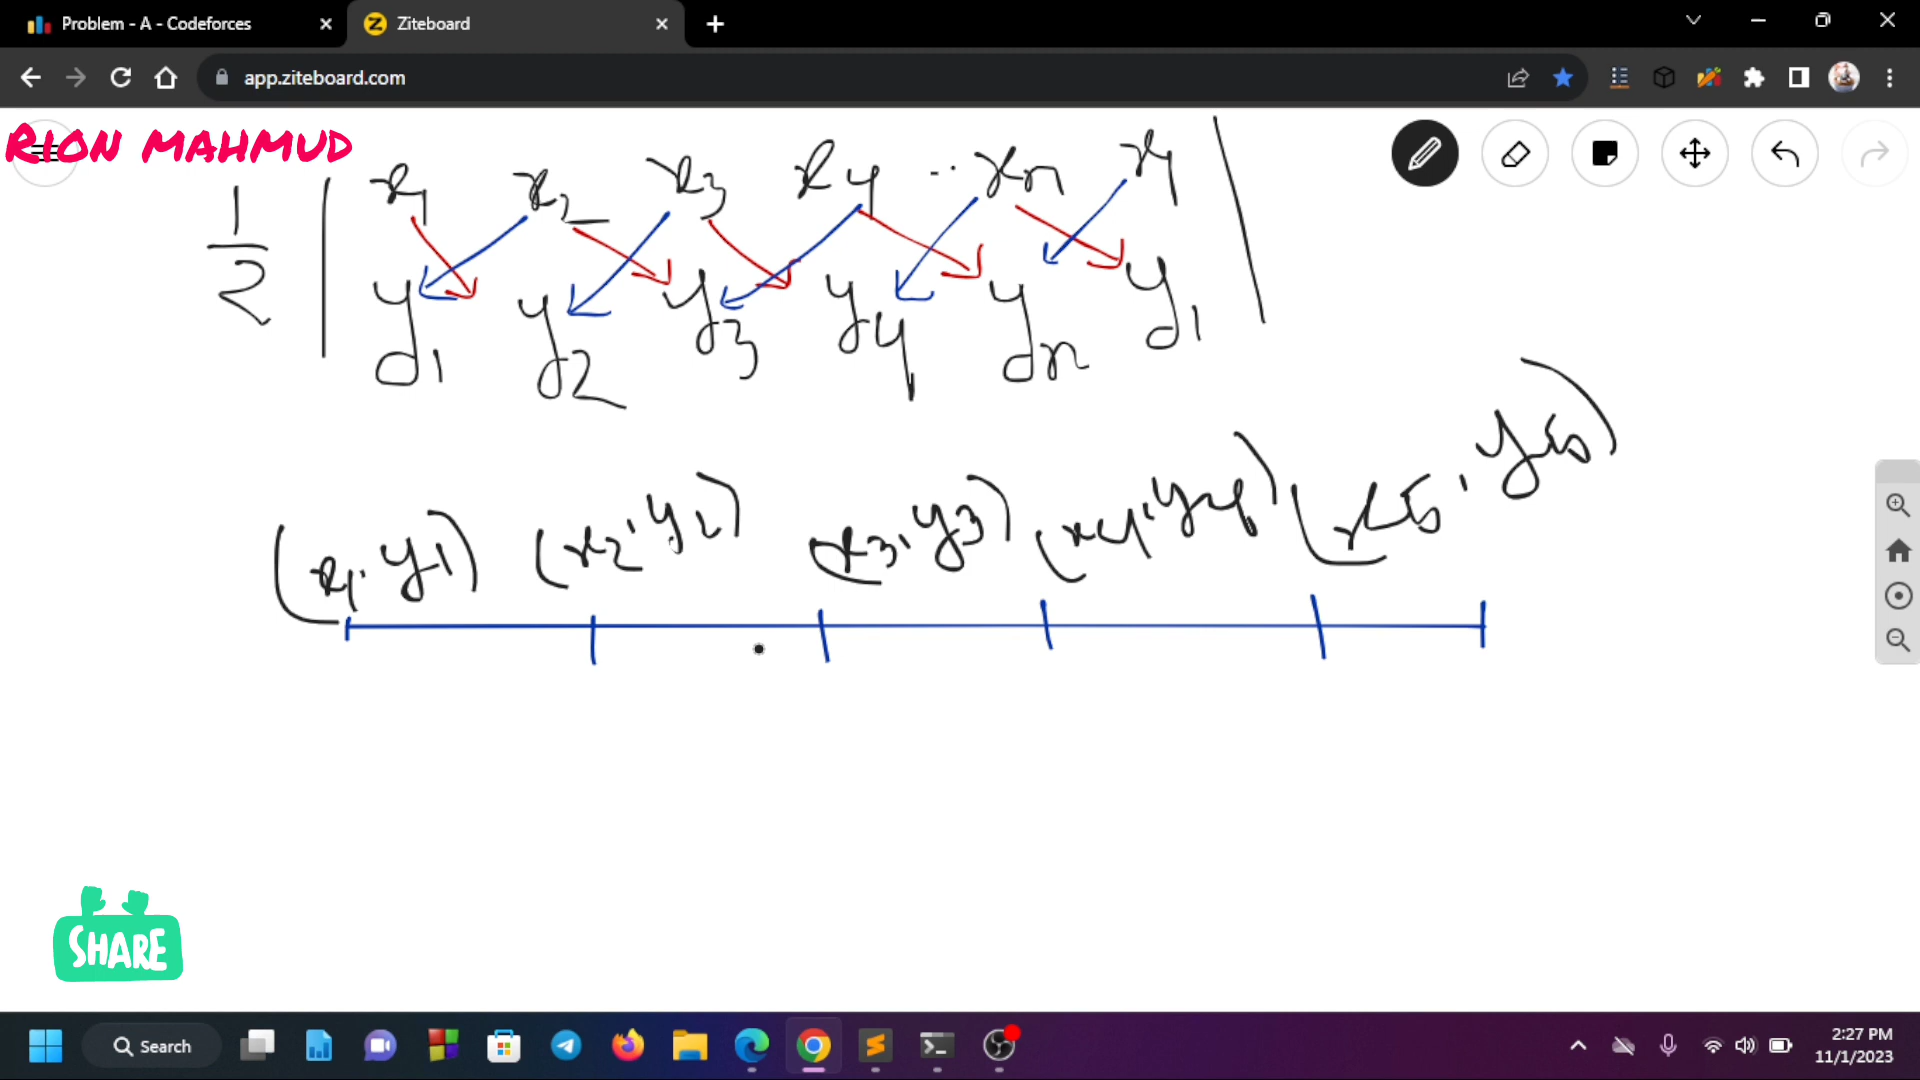 Problem - A - Codeforces
Ziteboard
app.ziteboard.com
RION MAHMUD
1/2 | x1 x2 x3 x4 .. xn x1 |
y1 y2 y3 y4 yn y1
(x1, y1) (x2, y2) (x3, y3) (x4, y4) (x5, y5)
SHARE
Search
2:27 PM
11/1/2023